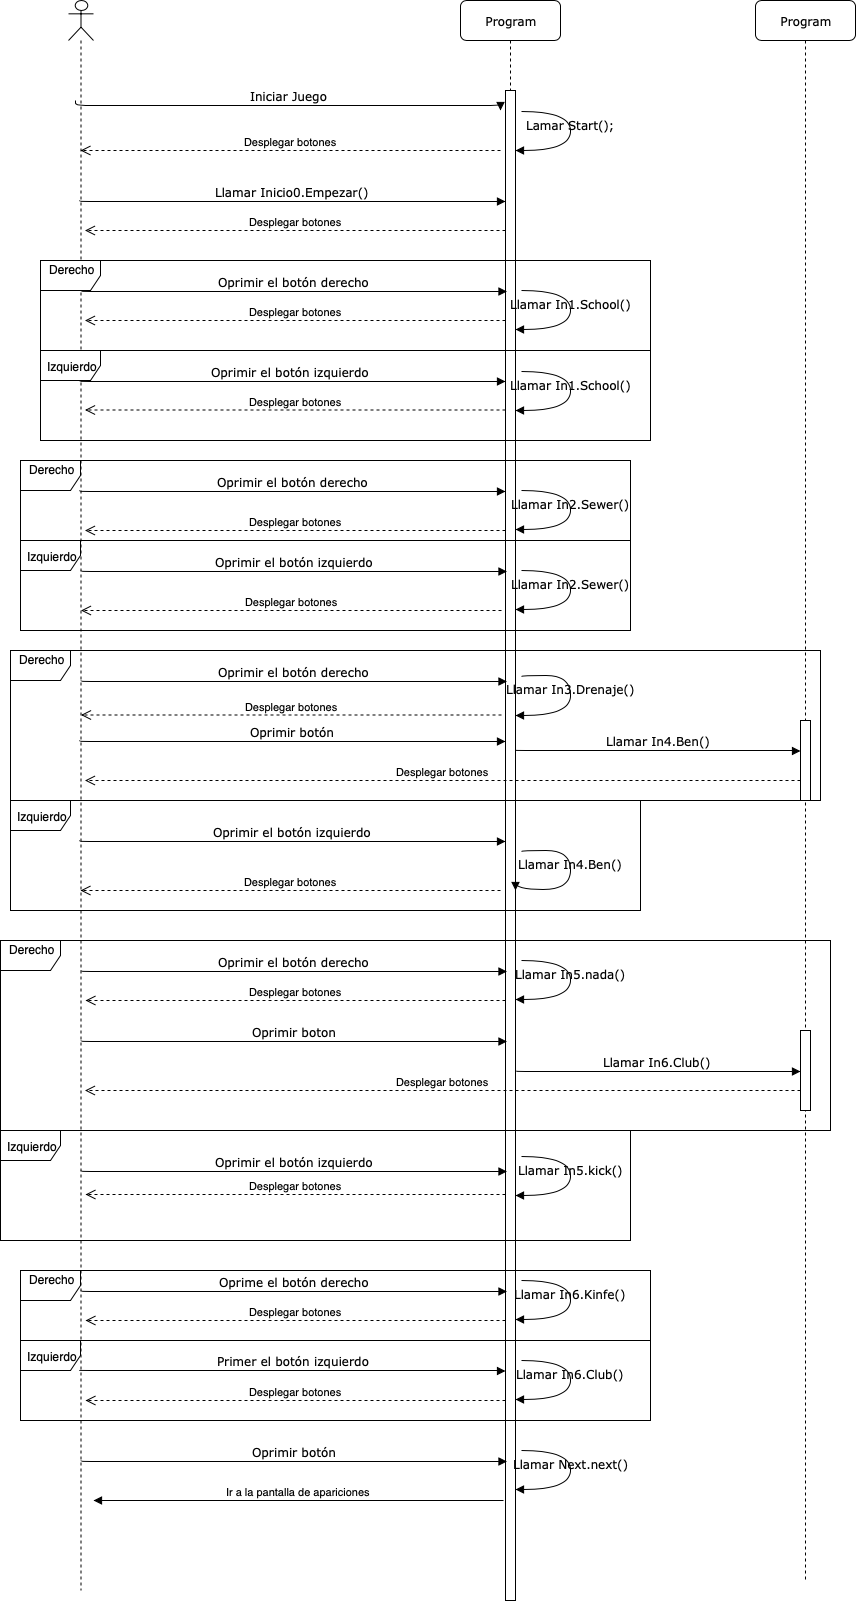 Program
Program
Iniciar Juego
Lamar Start();
Desplegar botones
Llamar Inicio0.Empezar()
Desplegar botones
Derecho
Oprimir el botón derecho
Llamar In1.School()
Desplegar botones
Izquierdo
Oprimir el botón izquierdo
Llamar In1.School()
Desplegar botones
Derecho
Oprimir el botón derecho
Llamar In2.Sewer()
Desplegar botones
Izquierdo
Oprimir el botón izquierdo
Llamar In2.Sewer()
Desplegar botones
Derecho
Oprimir el botón derecho
Llamar In3.Drenaje()
Desplegar botones
Oprimir botón
Llamar In4.Ben()
Desplegar botones
Izquierdo
Oprimir el botón izquierdo
Llamar In4.Ben()
Desplegar botones
Derecho
Oprimir el botón derecho
Llamar In5.nada()
Desplegar botones
Oprimir boton
Llamar In6.Club()
Desplegar botones
Izquierdo
Oprimir el botón izquierdo
Llamar In5.kick()
Desplegar botones
Derecho
Oprime el botón derecho
Llamar In6.Kinfe()
Desplegar botones
Izquierdo
Primer el botón izquierdo
Llamar In6.Club()
Desplegar botones
Oprimir botón
Llamar Next.next()
Ir a la pantalla de apariciones